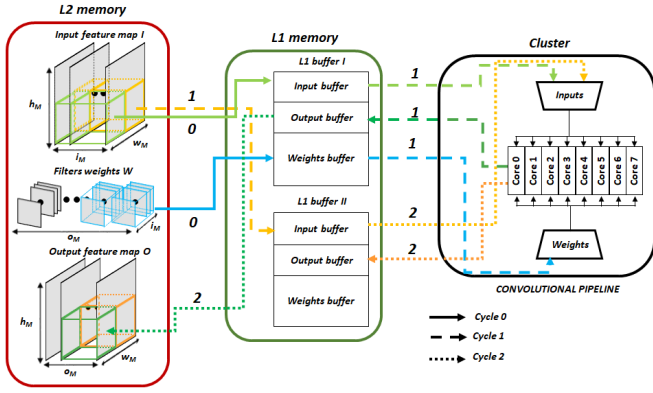 L2 memory
Input feature map I
h_M
i_M
w_M
Filters weights W
o_M
i_M
Output feature map O
h_M
o_M
w_M
1
0
0
2
L1 memory
L1 buffer I
Input buffer
Output buffer
Weights buffer
L1 buffer II
Input buffer
Output buffer
Weights buffer
1
1
1
2
2
Cluster
Inputs
Core 0
Core 1
Core 2
Core 3
Core 4
Core 5
Core 6
Core 7
Weights
CONVOLUTIONAL PIPELINE
Cycle 0
Cycle 1
Cycle 2